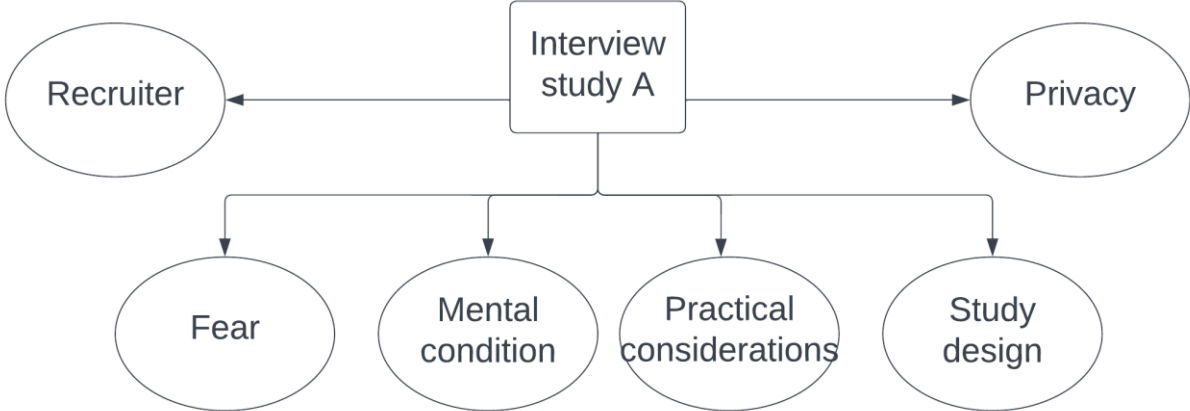 Interview
study A
Recruiter
Privacy
Fear
Mental
condition
Practical
considerations
Study
design